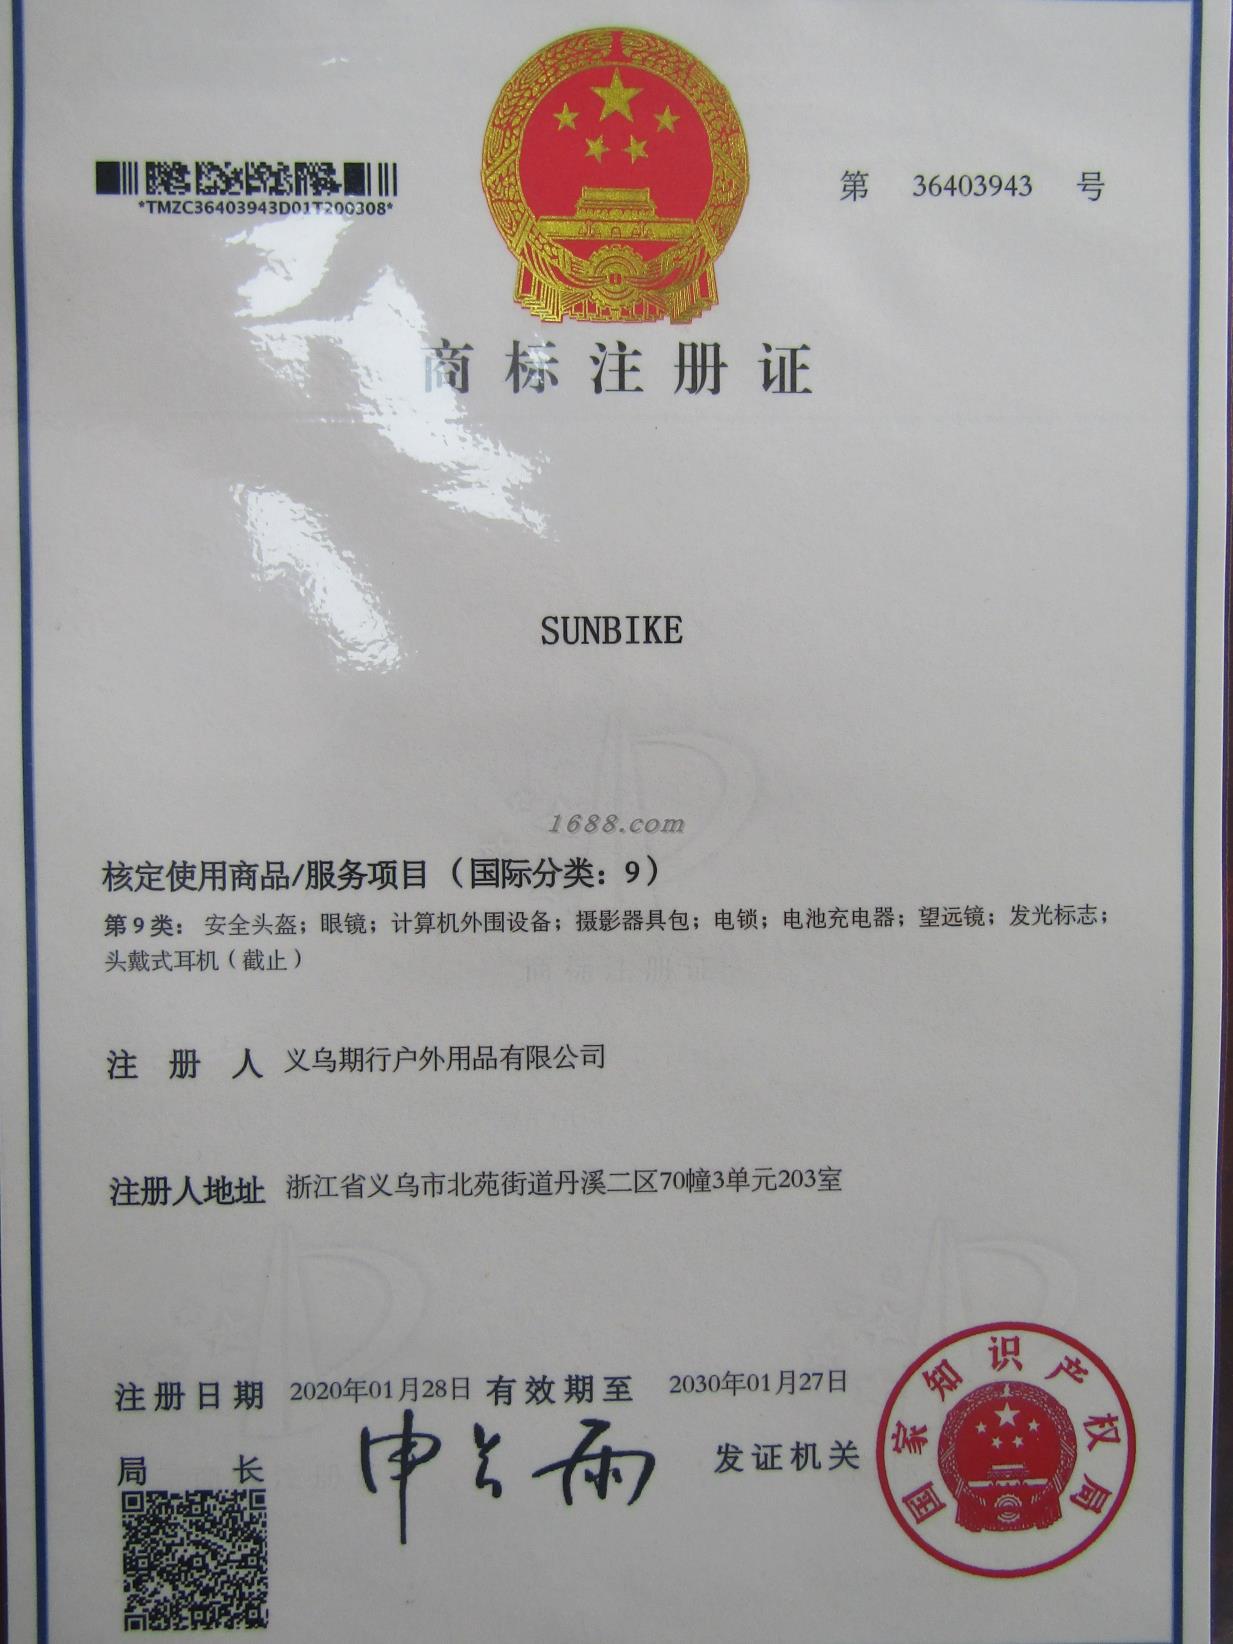 *TMZC36403943D01T200308*
第 36403943 号
商标注册证
SUNBIKE
1688.com
核定使用商品/服务项目（国际分类：9）
第9类：安全头盔；眼镜；计算机外围设备；摄影器具包；电锁；电池充电器；望远镜；发光标志；
头戴式耳机（截止）
商标注册证
注 册 人 义乌期行户外用品有限公司
注册人地址 浙江省义乌市北苑街道丹溪二区70幢3单元203室
注册日期 2020年01月28日 有效期至 2030年01月27日
局 长 申长雨 发证机关
国家知识产权局